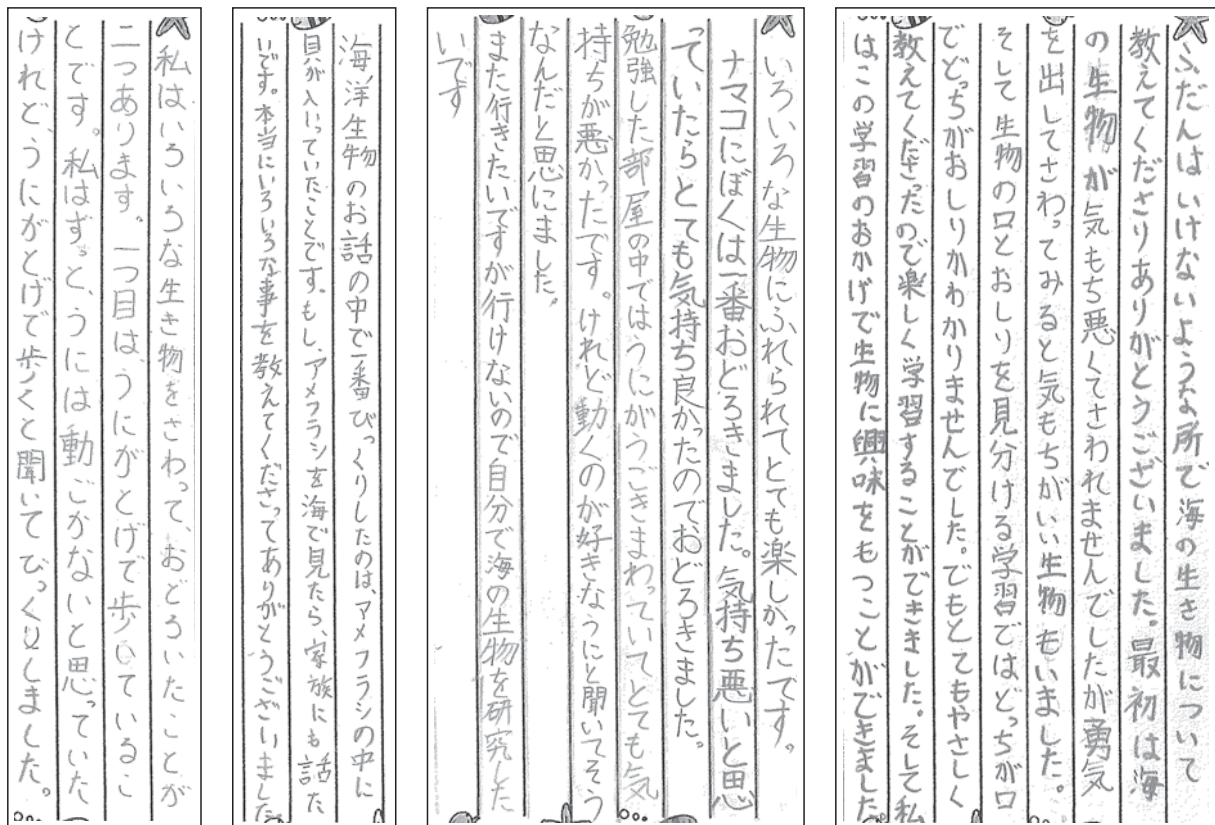 ふだんはいけないような所で海の生き物について
教えてくださりありがとうございました。最初は海
の生物が気もち悪くてさわれませんでしたが勇気
を出してさわってみると気もちがいい生物もいました。
そして生物の口とおしりを見分ける学習ではどっちが口
でどっちがおしりかわかりませんでした。でもとてもやさしく
教えてくださったので楽しく学習することができました。そして私
はこの学習のおかげで生物に興味をもつことができました
いろいろな生物にふれられてとても楽しかったです。
ナマコにぼくは一番おどろきました。気持ち悪いと思
っていたらとても気持ち良かったのでおどろきました。
勉強した部屋の中ではうにがうごきまわっていてとても気
持ちが悪かったです。けれど動くのが好きなうにと聞いてそう
なんだと思にました。
また行きたいですが行けないので自分で海の生物を研究した
いです
海洋生物のお話の中で一番びっくりしたのは、アメフラシの中に
貝が入っていたことです。もし、アメフラシを海で見たら、家族にも話した
いです。本当にいろいろな事を教えてくださってありがとうございました
私はいろいろな生き物をさわって、おどろいたことが
二つあります。一つ目は、うにがとげで歩いているこ
とです。私はずっと、うには動ごかないと思っていた
けれど、うにがとげで歩くと聞いてびっくりしました。